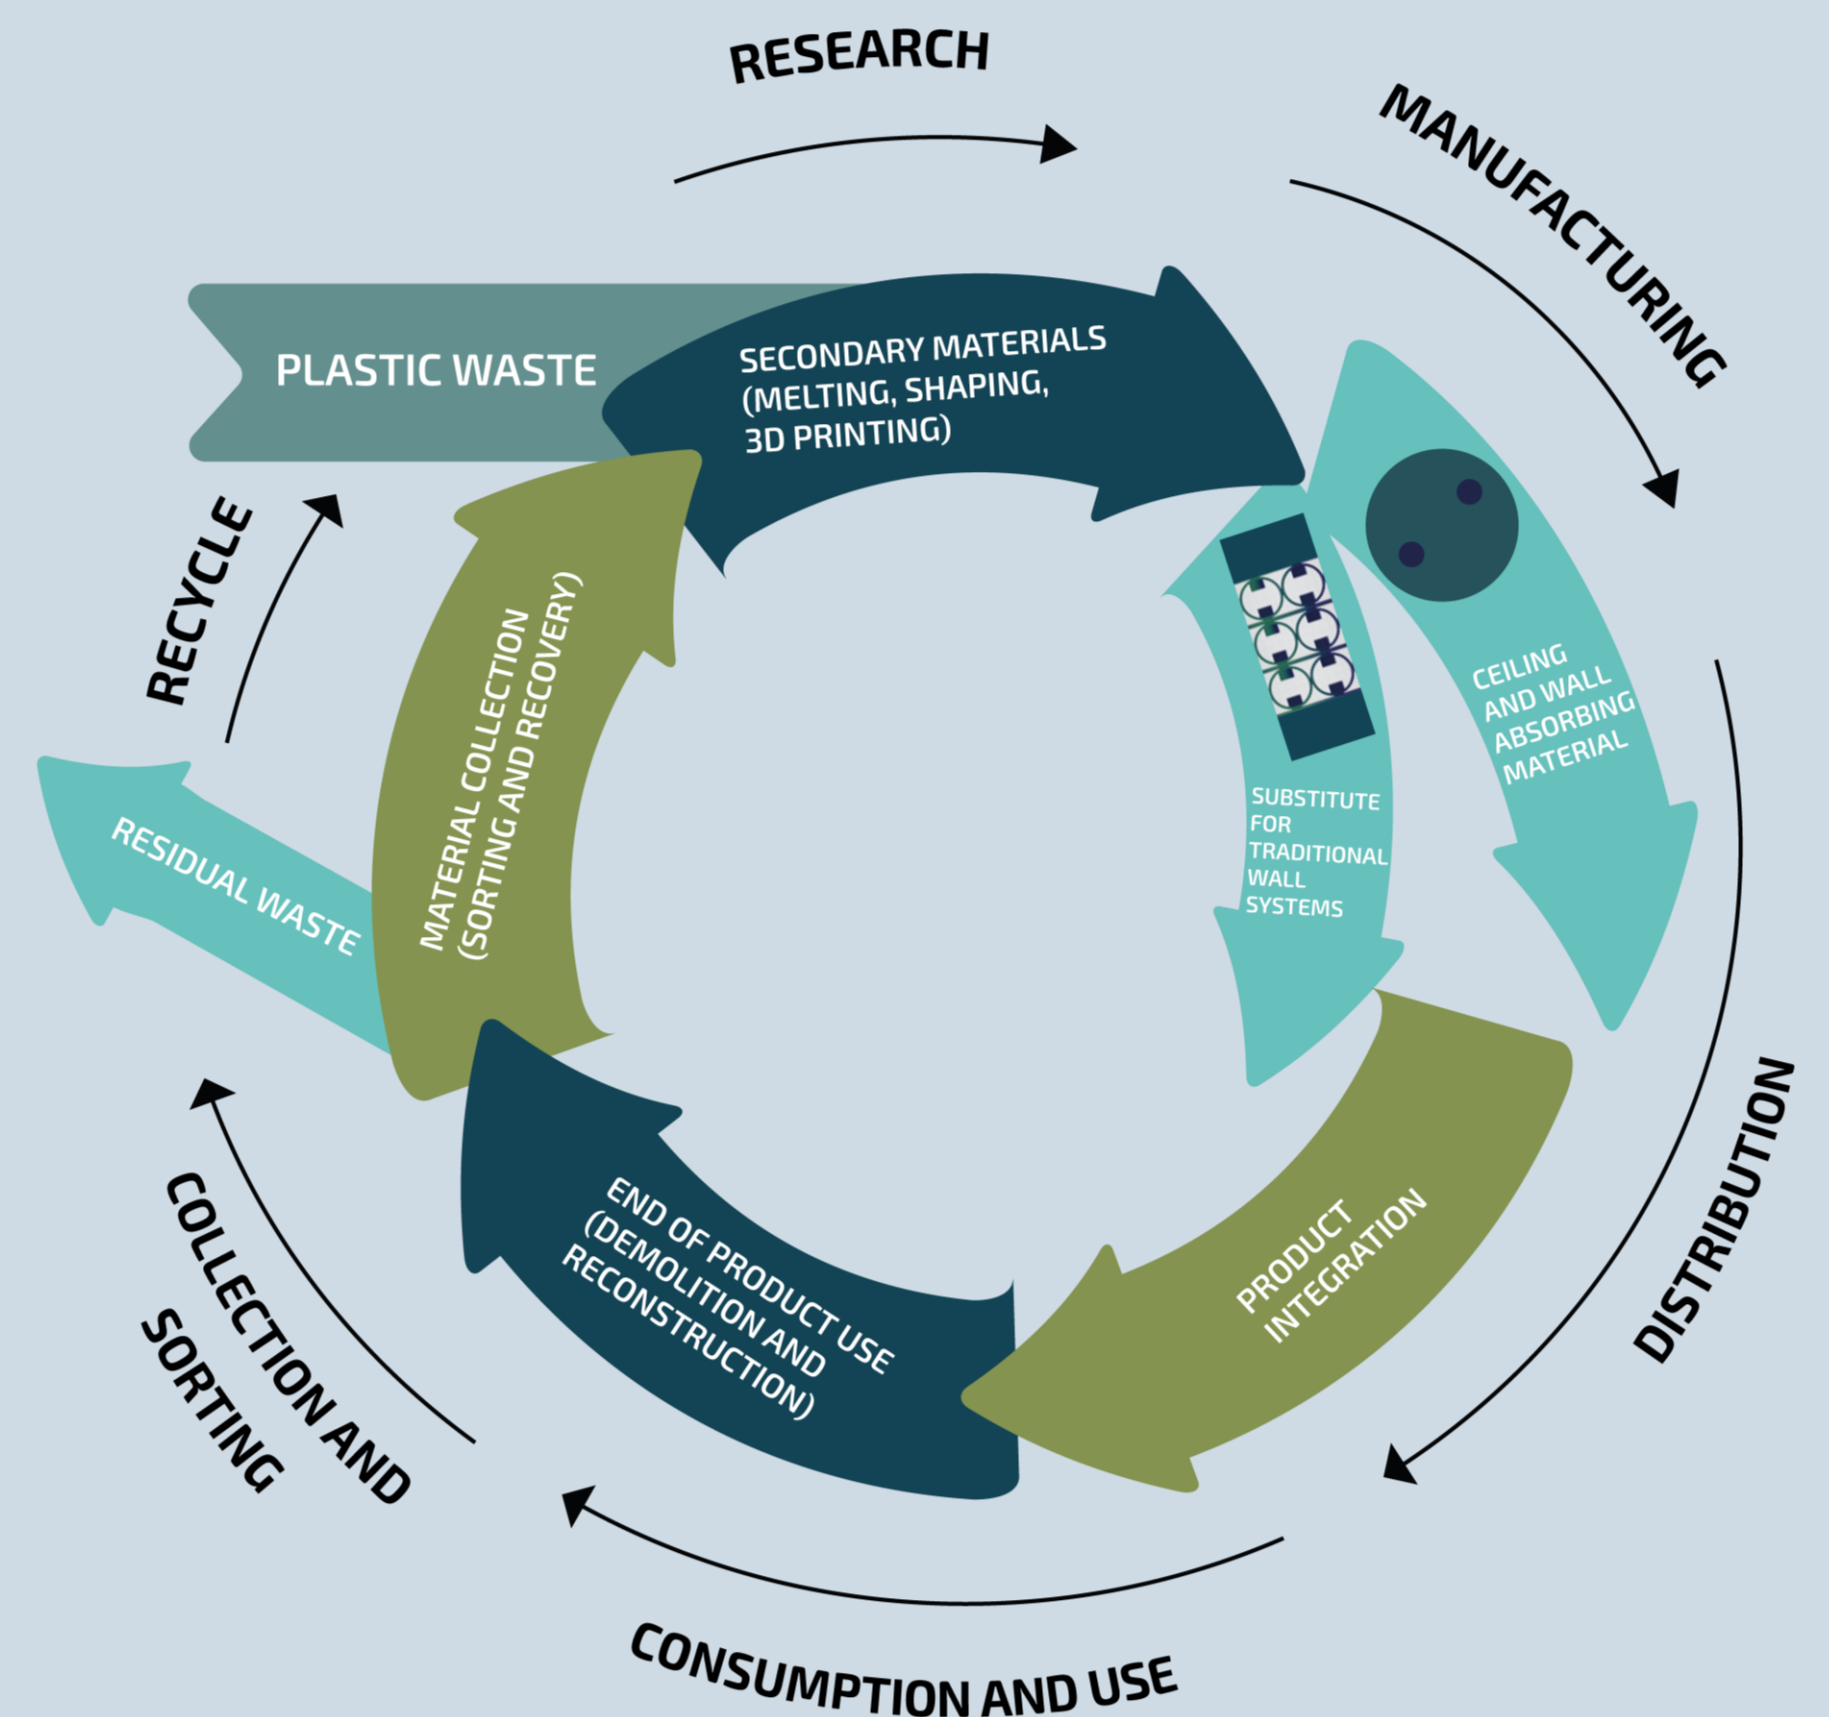 RESEARCH
MANUFACTURING
PLASTIC WASTE
SECONDARY MATERIALS
(MELTING, SHAPING,
3D PRINTING)
CEILING
AND WALL
ABSORBING
MATERIAL
SUBSTITUTE
FOR
TRADITIONAL
WALL
SYSTEMS
DISTRIBUTION
PRODUCT
INTEGRATION
CONSUMPTION AND USE
END OF PRODUCT USE
(DEMOLITION AND
RECONSTRUCTION)
COLLECTION AND
SORTING
MATERIAL COLLECTION
(SORTING AND RECOVERY)
RESIDUAL WASTE
RECYCLE